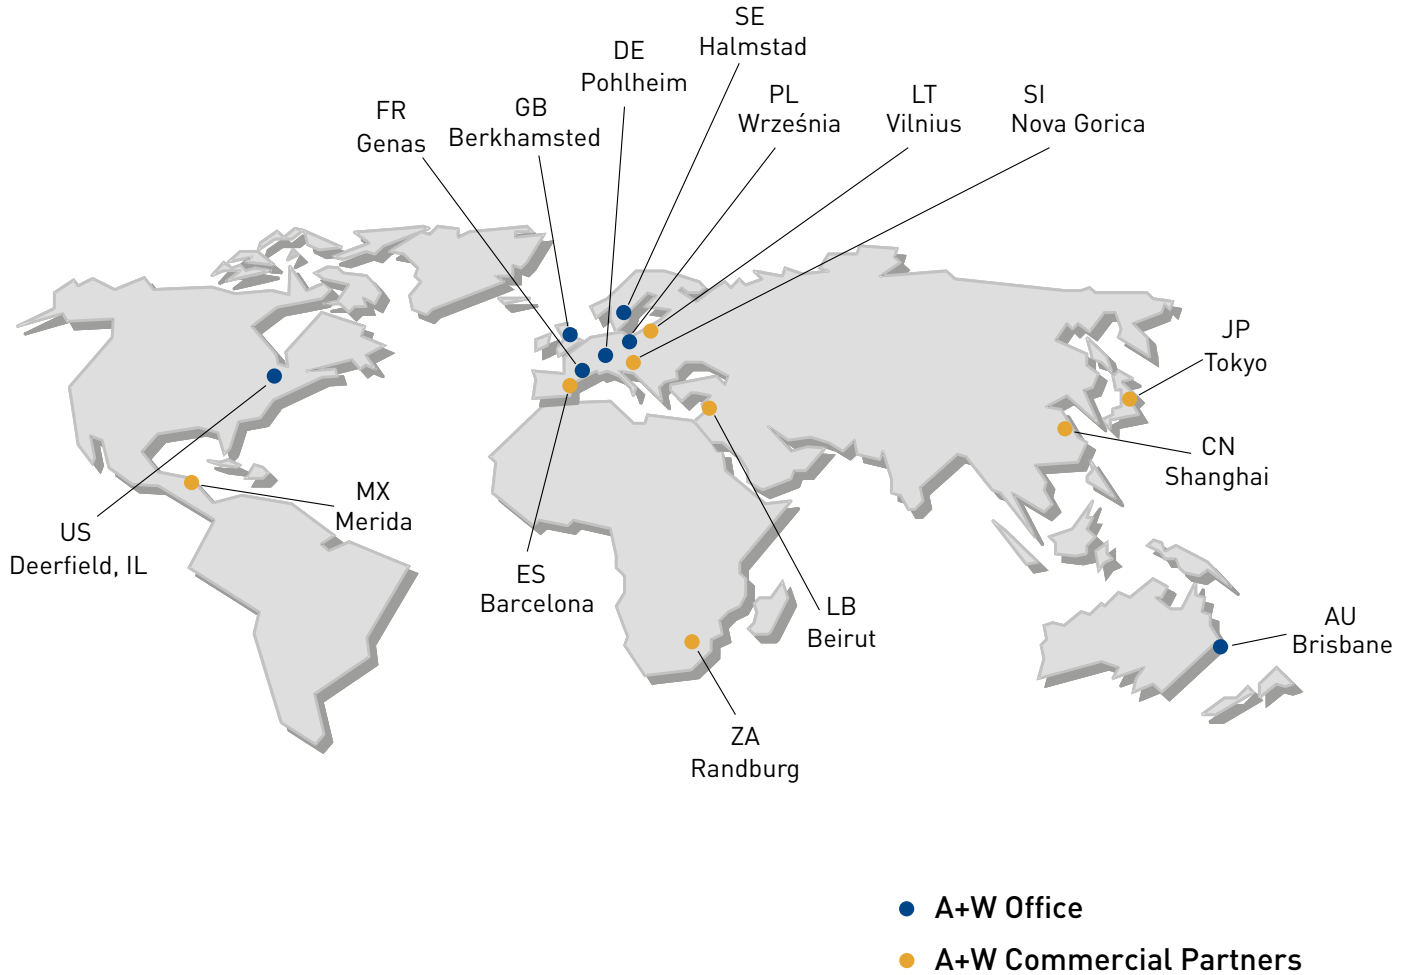 SE
Halmstad
DE
Pohlheim
FR
Genas
GB
Berkhamsted
PL
Września
LT
Vilnius
SI
Nova Gorica
JP
Tokyo
CN
Shanghai
MX
Merida
US
Deerfield, IL
ES
Barcelona
LB
Beirut
AU
Brisbane
ZA
Randburg
A+W Office
A+W Commercial Partners